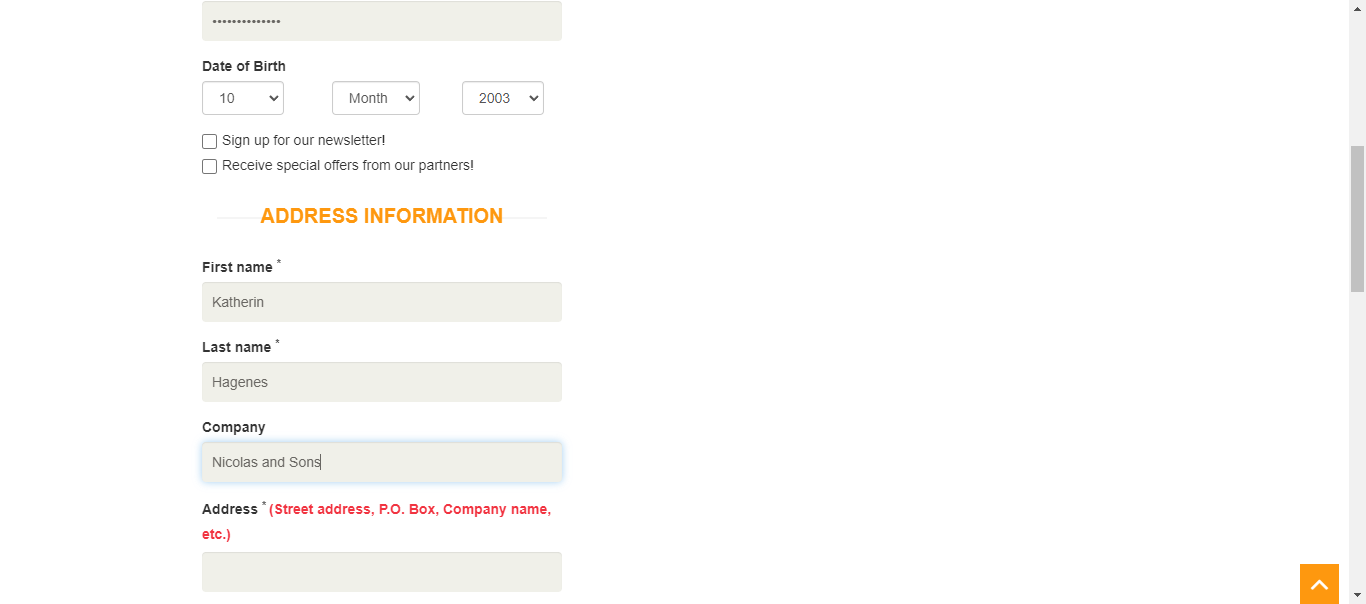 ••••••••••••••
Date of Birth
10 Month 2003
Sign up for our newsletter!
Receive special offers from our partners!
ADDRESS INFORMATION
First name *
Katherin
Last name *
Hagenes
Company
Nicolas and Sons
Address * (Street address, P.O. Box, Company name,
etc.)